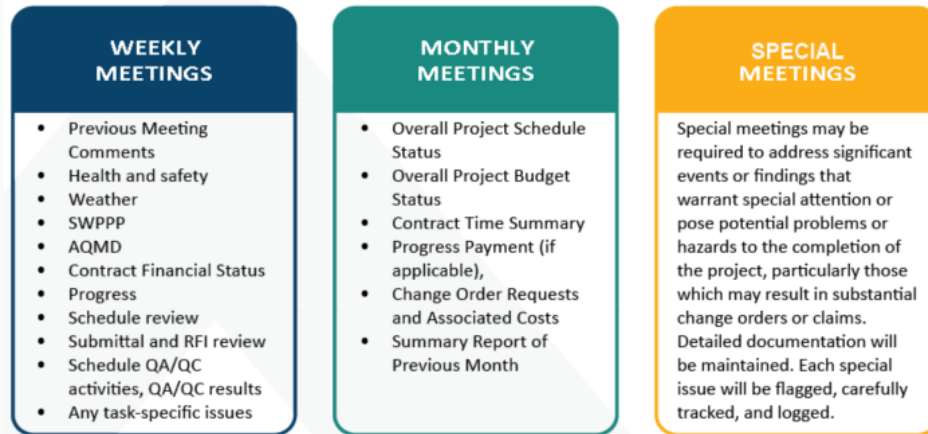 WEEKLY
MEETINGS
• Previous Meeting
Comments
• Health and safety
• Weather
• SWPPP
• AQMD
• Contract Financial Status
• Progress
• Schedule review
• Submittal and RFI review
• Schedule QA/QC
activities, QA/QC results
• Any task-specific issues
MONTHLY
MEETINGS
• Overall Project Schedule
Status
• Overall Project Budget
Status
• Contract Time Summary
• Progress Payment (if
applicable),
• Change Order Requests
and Associated Costs
• Summary Report of
Previous Month
SPECIAL
MEETINGS
Special meetings may be
required to address significant
events or findings that
warrant special attention or
pose potential problems or
hazards to the completion of
the project, particularly those
which may result in substantial
change orders or claims.
Detailed documentation will
be maintained. Each special
issue will be flagged, carefully
tracked, and logged.